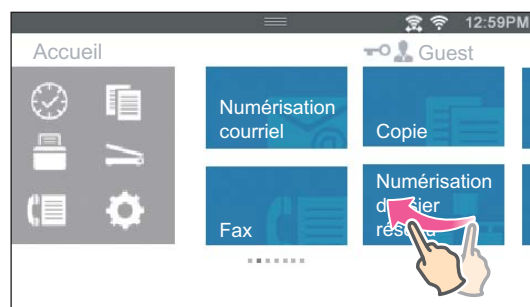 12:59PM
Accueil
Guest
Numérisation
courriel
Copie
Fax
Numérisation